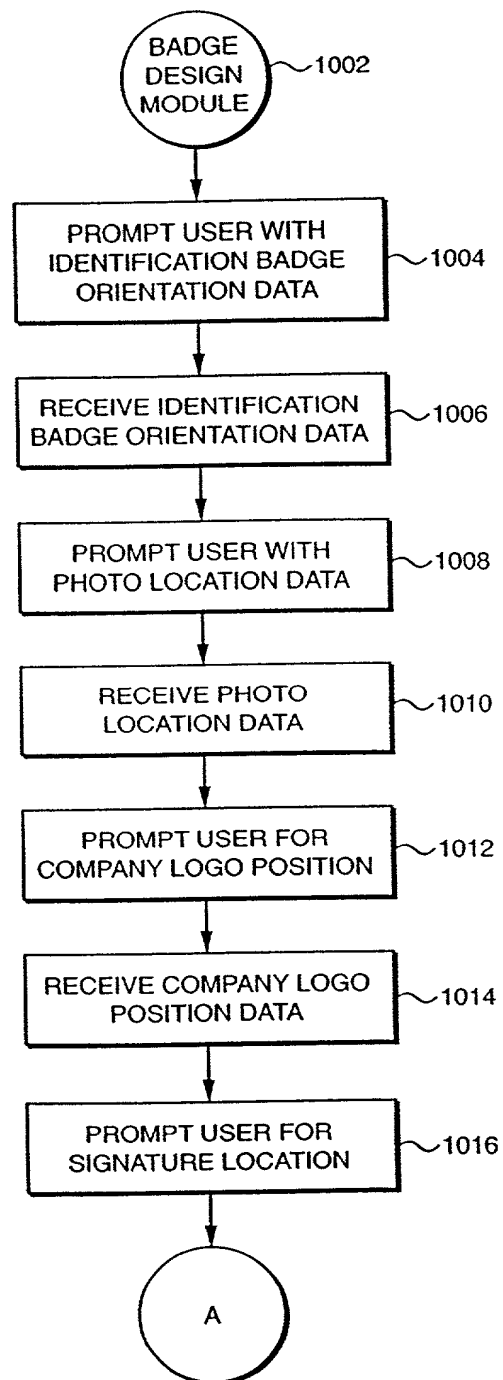 BADGE
DESIGN
MODULE
1002
PROMPT USER WITH
IDENTIFICATION BADGE
ORIENTATION DATA
1004
RECEIVE IDENTIFICATION
BADGE ORIENTATION DATA
1006
PROMPT USER WITH
PHOTO LOCATION DATA
1008
RECEIVE PHOTO
LOCATION DATA
1010
PROMPT USER FOR
COMPANY LOGO POSITION
1012
RECEIVE COMPANY LOGO
POSITION DATA
1014
PROMPT USER FOR
SIGNATURE LOCATION
1016
A